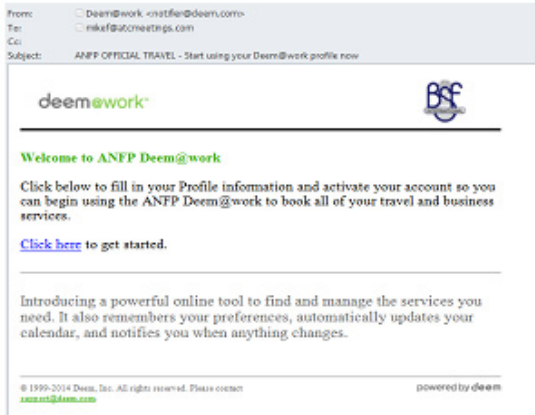 From: Deem@work <notifier@deem.com>
To: mikef@atcmeetings.com
Cc:
Subject: ANFP OFFICIAL TRAVEL - Start using your Deem@work profile now
deem@work
BSF
Welcome to ANFP Deem@work
Click below to fill in your Profile information and activate your account so you
can begin using the ANFP Deem@work to book all of your travel and business
services.
Click here to get started.
Introducing a powerful online tool to find and manage the services you
need. It also remembers your preferences, automatically updates your
calendar, and notifies you when anything changes.
© 1999-2014 Deem, Inc. All rights reserved. Please contact
support@deem.com
powered by deem